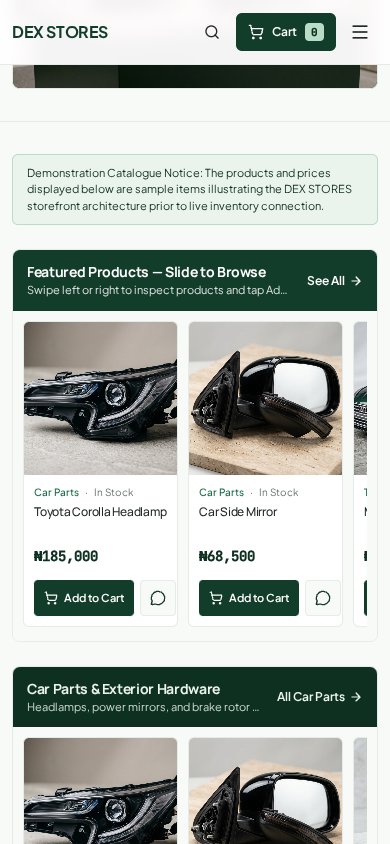 DEX STORES
Cart 0
Demonstration Catalogue Notice: The products and prices
displayed below are sample items illustrating the DEX STORES
storefront architecture prior to live inventory connection.
Featured Products — Slide to Browse
Swipe left or right to inspect products and tap Ad...
See All →
Car Parts · In Stock
Toyota Corolla Headlamp
₦185,000
Add to Cart
Car Parts · In Stock
Car Side Mirror
₦68,500
Add to Cart
Car Parts & Exterior Hardware
Headlamps, power mirrors, and brake rotor ...
All Car Parts →